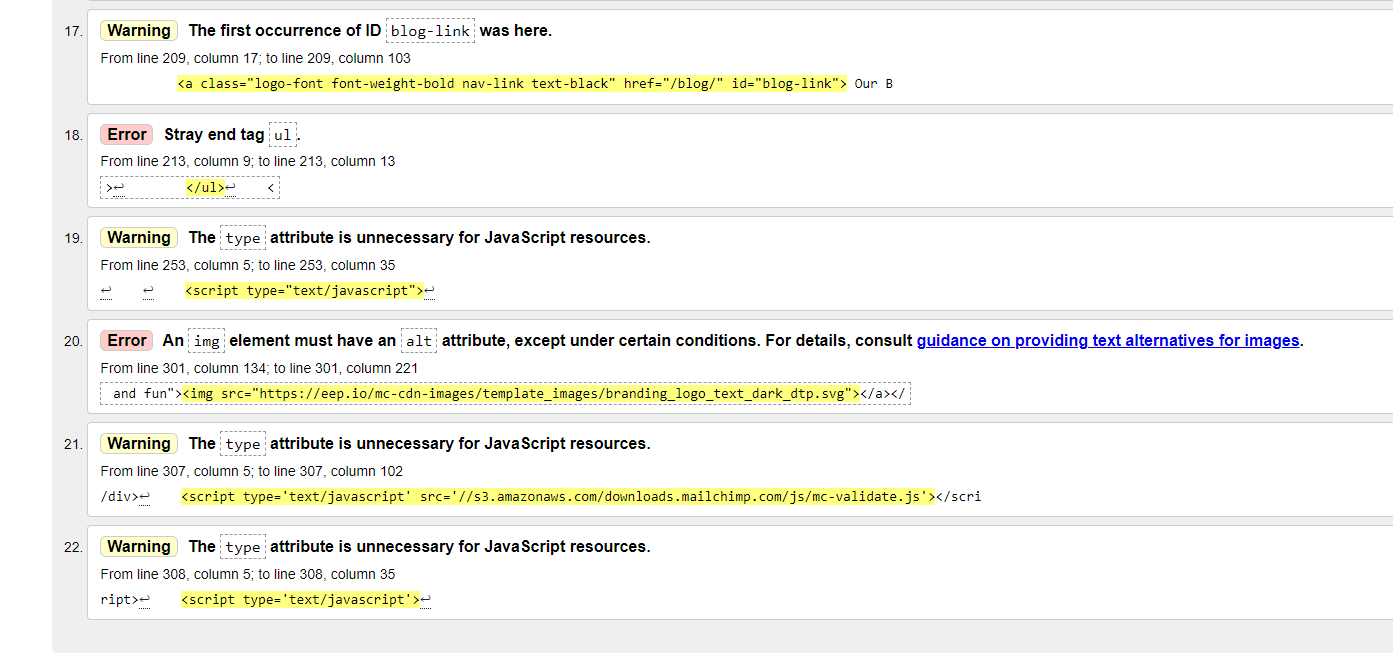 17. Warning The first occurrence of ID blog-link was here.
From line 209, column 17; to line 209, column 103
<a class="logo-font font-weight-bold nav-link text-black" href="/blog/" id="blog-link"> Our B
18. Error Stray end tag ul.
From line 213, column 9; to line 213, column 13
>↩ </ul>↩ <
19. Warning The type attribute is unnecessary for JavaScript resources.
From line 253, column 5; to line 253, column 35
↩ ↩ <script type="text/javascript">↩
20. Error An img element must have an alt attribute, except under certain conditions. For details, consult guidance on providing text alternatives for images.
From line 301, column 134; to line 301, column 221
and fun"><img src="https://eep.io/mc-cdn-images/template_images/branding_logo_text_dark_dtp.svg"></a></
21. Warning The type attribute is unnecessary for JavaScript resources.
From line 307, column 5; to line 307, column 102
/div>↩ <script type='text/javascript' src='//s3.amazonaws.com/downloads.mailchimp.com/js/mc-validate.js'></scri
22. Warning The type attribute is unnecessary for JavaScript resources.
From line 308, column 5; to line 308, column 35
ript>↩ <script type='text/javascript'>↩